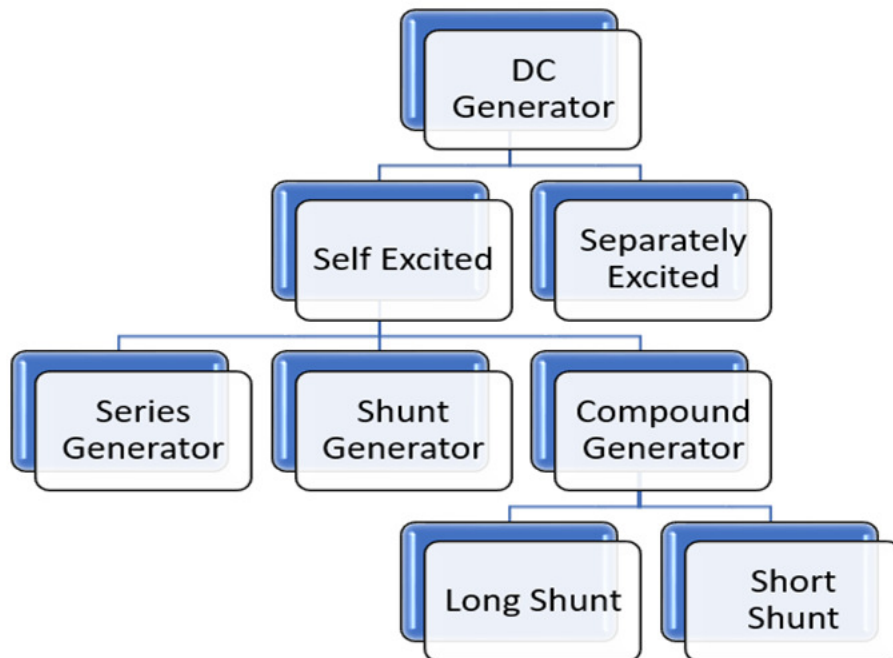 DC
Generator
Self Excited
Separately
Excited
Series
Generator
Shunt
Generator
Compound
Generator
Long Shunt
Short
Shunt